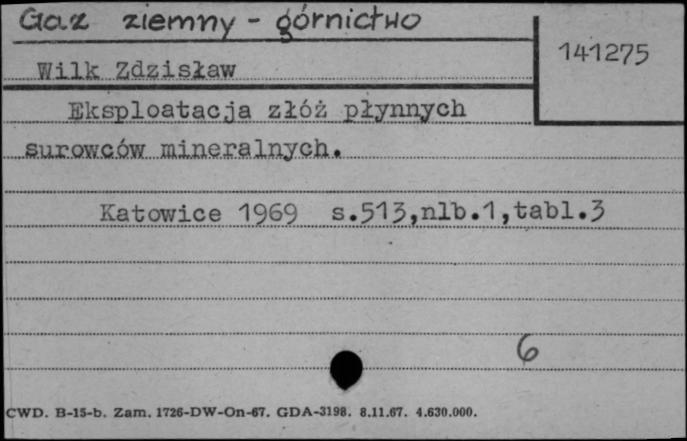 Gaz ziemny - górnictwo
141275
Wilk Zdzisław
Eksploatacja złóż płynnych
surowców mineralnych.
Katowice 1969 s.513,nlb.1,tabl.3
6
CWD. B-15-b. Zam. 1726-DW-On-67. GDA-3198. 8.11.67. 4.630.000.